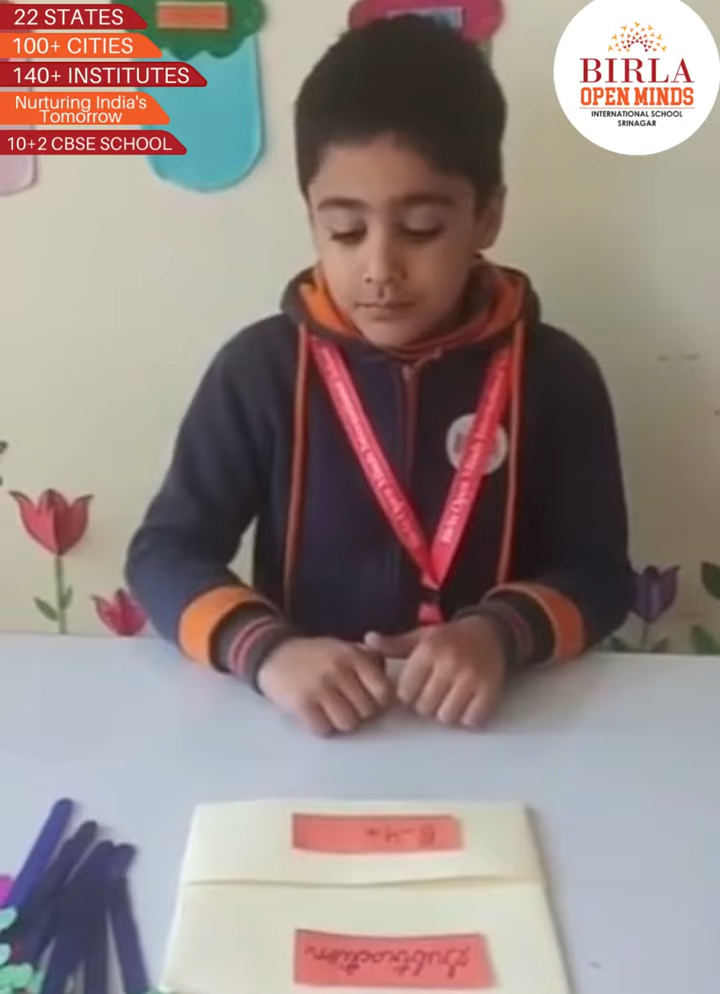 22 STATES
100+ CITIES
140+ INSTITUTES
Nurturing India's
Tomorrow
10+2 CBSE SCHOOL
BIRLA
OPEN MINDS
INTERNATIONAL SCHOOL
SRINAGAR
Subtraction